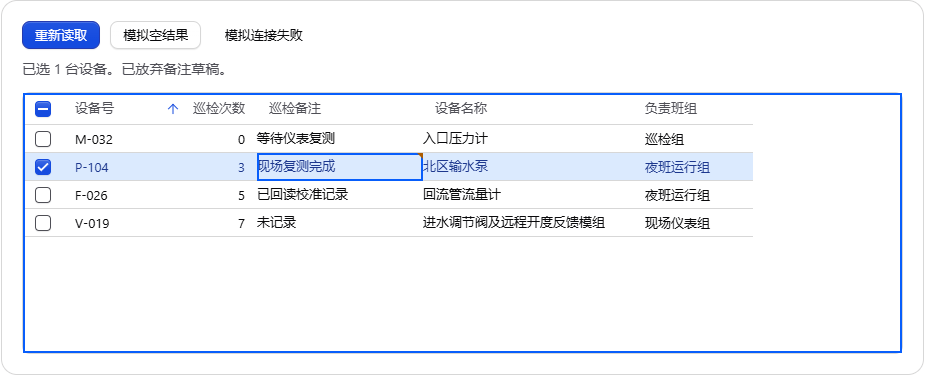 重新读取 模拟空结果 模拟连接失败
已选 1 台设备。已放弃备注草稿。
设备号 巡检次数 巡检备注 设备名称 负责班组
M-032 0 等待仪表复测 入口压力计 巡检组
P-104 3 现场复测完成 北区输水泵 夜班运行组
F-026 5 已回读校准记录 回流管流量计 夜班运行组
V-019 7 未记录 进水调节阀及远程开度反馈模组 现场仪表组